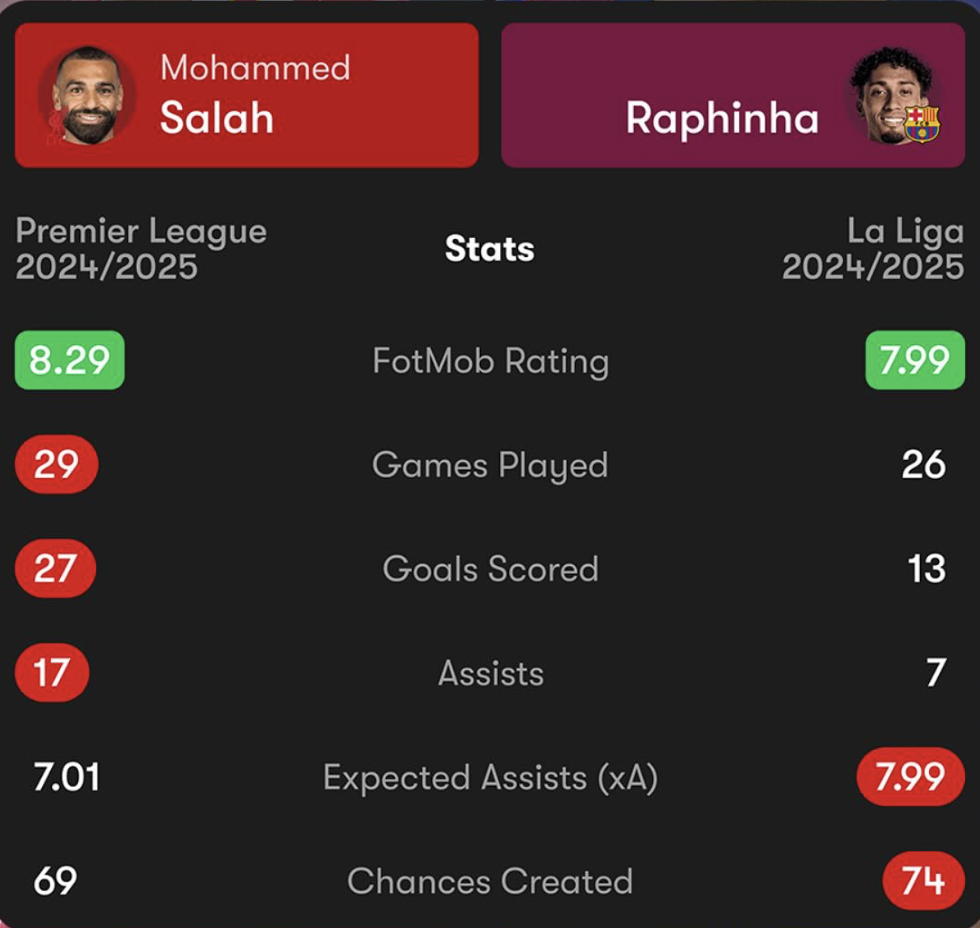 Mohammed
Salah
Raphinha
Premier League
2024/2025
Stats
La Liga
2024/2025
8.29 FotMob Rating 7.99
29 Games Played 26
27 Goals Scored 13
17 Assists 7
7.01 Expected Assists (xA) 7.99
69 Chances Created 74